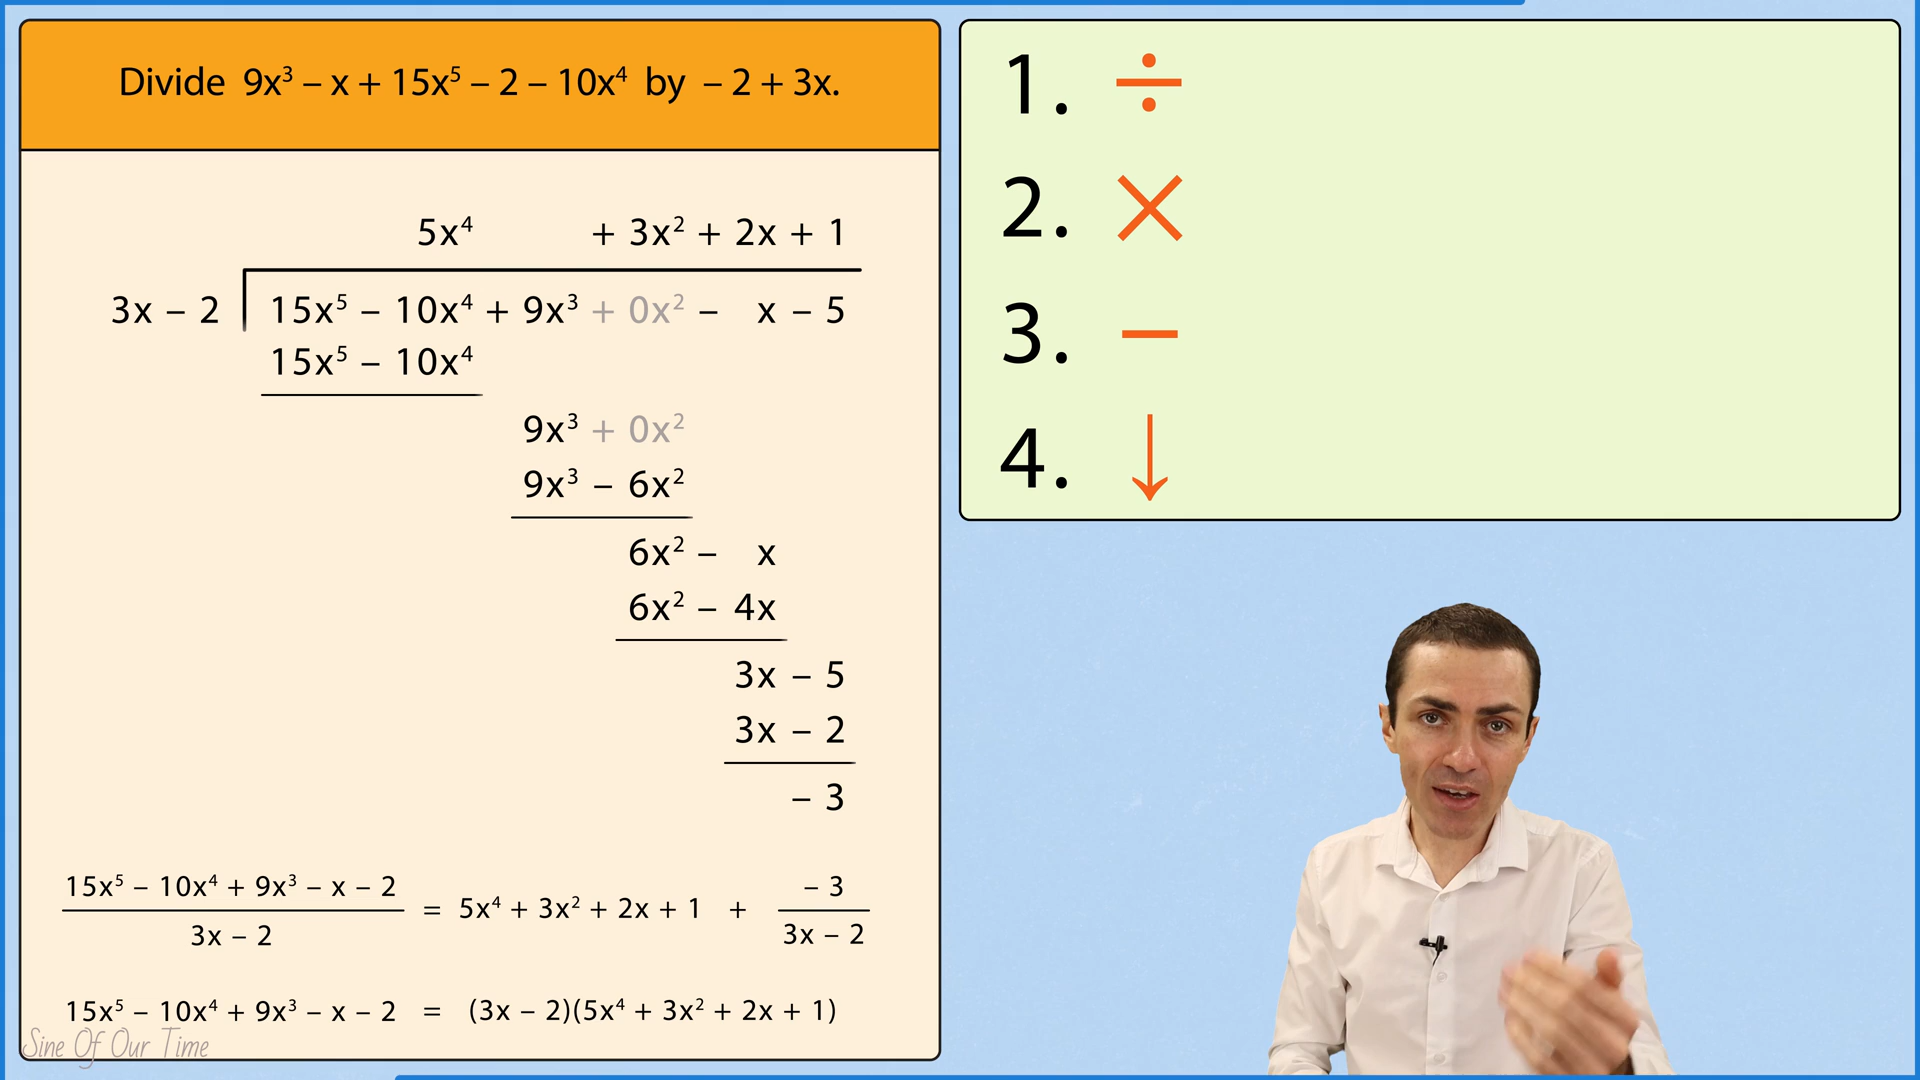 Divide 9x³ – x + 15x⁵ – 2 – 10x⁴ by – 2 + 3x.
5x⁴ + 3x² + 2x + 1
3x – 2 15x⁵ – 10x⁴ + 9x³ + 0x² – x – 5
15x⁵ – 10x⁴
9x³ + 0x²
9x³ – 6x²
6x² – x
6x² – 4x
3x – 5
3x – 2
– 3
15x⁵ – 10x⁴ + 9x³ – x – 2
3x – 2
= 5x⁴ + 3x² + 2x + 1 +
– 3
3x – 2
15x⁵ – 10x⁴ + 9x³ – x – 2 = (3x – 2)(5x⁴ + 3x² + 2x + 1)
Sine Of Our Time
1. ÷
2. ×
3. –
4. ↓